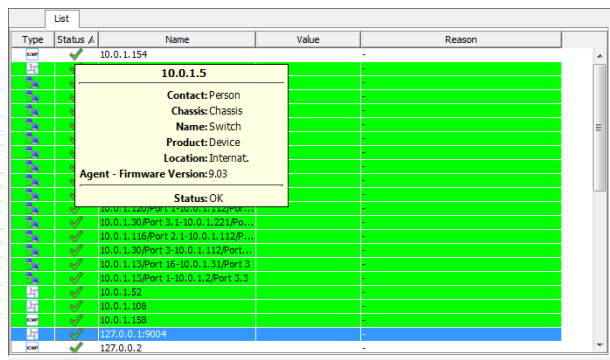 List
Type Status Name Value Reason
ICMP 10.0.1.154 -
10.0.1.5
Contact: Person
Chassis: Chassis
Name: Switch
Product: Device
Location: Internat.
Agent - Firmware Version: 9.03
Status: OK
10.0.1.120/Port 1-10.0.1.112/Por... -
10.0.1.30/Port 3.1-10.0.1.221/Po... -
10.0.1.116/Port 2.1-10.0.1.112/P... -
10.0.1.30/Port 3-10.0.1.112/Port... -
10.0.1.13/Port 16-10.0.1.31/Port 3 -
10.0.1.13/Port 1-10.0.1.2/Port 3.3 -
10.0.1.52 -
10.0.1.108 -
ICMP 10.0.1.158 -
127.0.0.1:9004 -
ICMP 127.0.0.2 -